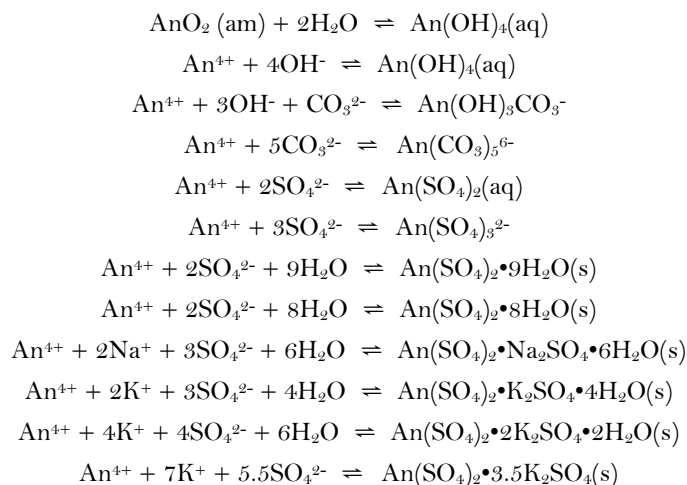 AnO₂ (am) + 2H₂O ⇌ An(OH)₄(aq)
An⁴⁺ + 4OH⁻ ⇌ An(OH)₄(aq)
An⁴⁺ + 3OH⁻ + CO₃²⁻ ⇌ An(OH)₃CO₃⁻
An⁴⁺ + 5CO₃²⁻ ⇌ An(CO₃)₅⁶⁻
An⁴⁺ + 2SO₄²⁻ ⇌ An(SO₄)₂(aq)
An⁴⁺ + 3SO₄²⁻ ⇌ An(SO₄)₃²⁻
An⁴⁺ + 2SO₄²⁻ + 9H₂O ⇌ An(SO₄)₂•9H₂O(s)
An⁴⁺ + 2SO₄²⁻ + 8H₂O ⇌ An(SO₄)₂•8H₂O(s)
An⁴⁺ + 2Na⁺ + 3SO₄²⁻ + 6H₂O ⇌ An(SO₄)₂•Na₂SO₄•6H₂O(s)
An⁴⁺ + 2K⁺ + 3SO₄²⁻ + 4H₂O ⇌ An(SO₄)₂•K₂SO₄•4H₂O(s)
An⁴⁺ + 4K⁺ + 4SO₄²⁻ + 6H₂O ⇌ An(SO₄)₂•2K₂SO₄•2H₂O(s)
An⁴⁺ + 7K⁺ + 5.5SO₄²⁻ ⇌ An(SO₄)₂•3.5K₂SO₄(s)